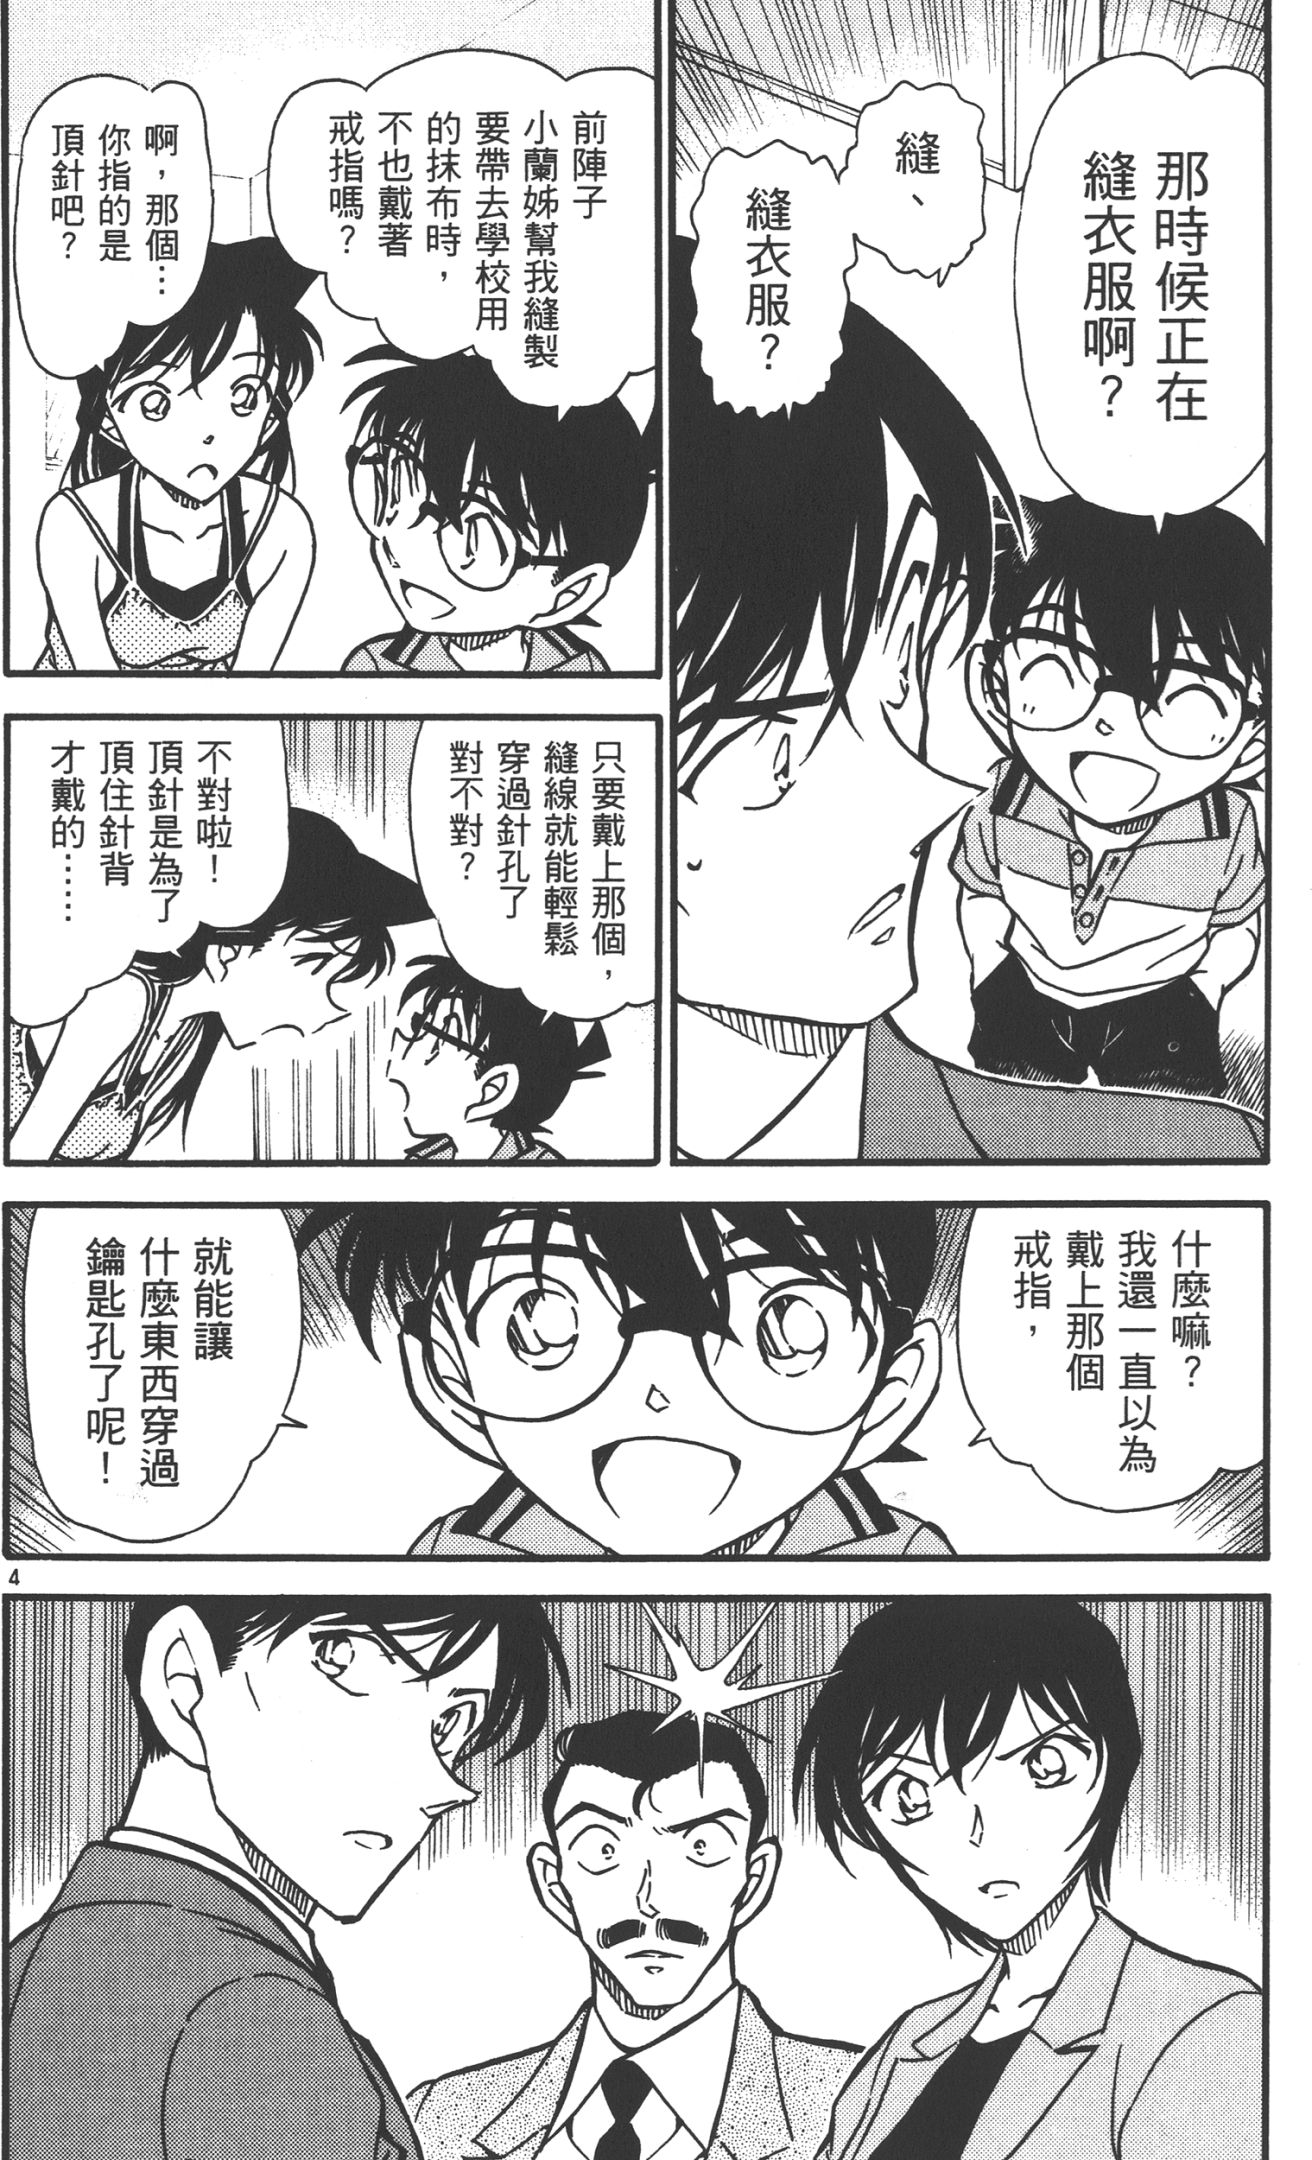 那時候正在
縫衣服啊？
縫、
縫衣服？
前陣子
小蘭姊幫我縫製
要帶去學校用
的抹布時，
不也戴著
戒指嗎？
啊，那個…
你指的是
頂針吧？
只要戴上那個，
縫線就能輕鬆
穿過針孔了
對不對？
不對啦！
頂針是為了
頂住針背
才戴的……
什麼嘛？
我還一直以為
戴上那個
戒指，
就能讓
什麼東西穿過
鑰匙孔了呢！
4